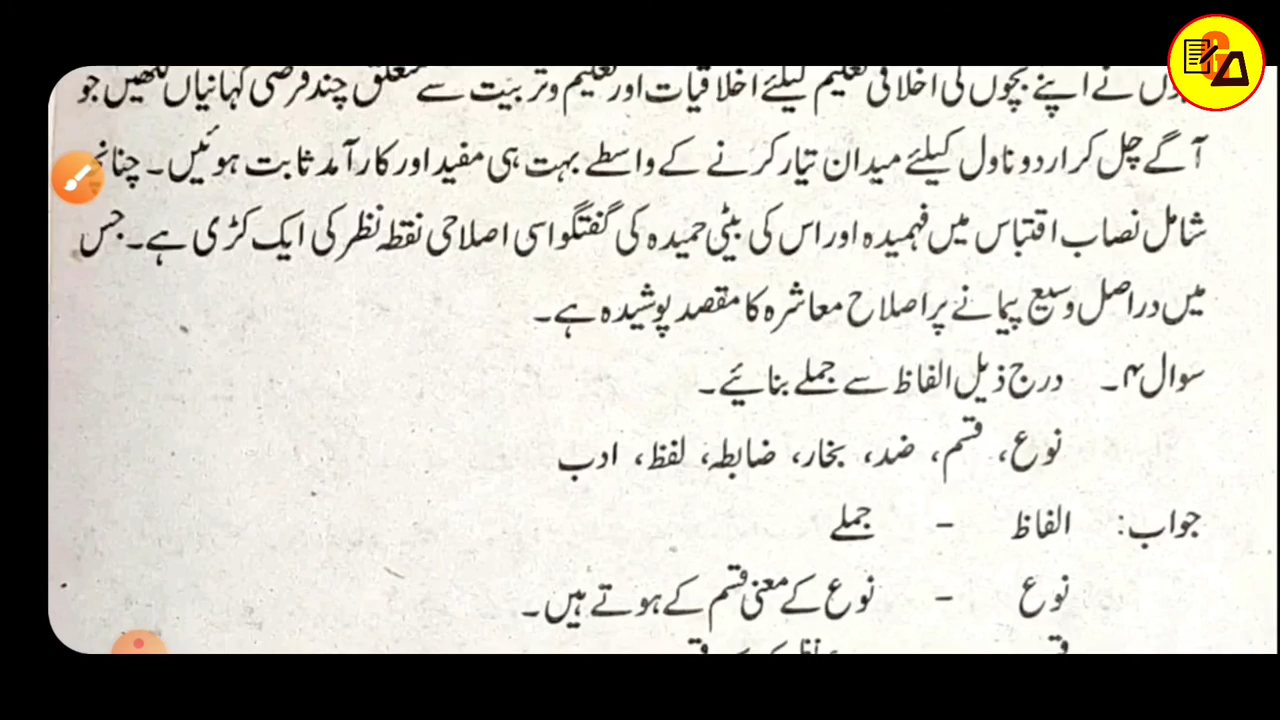 نے اپنے بچوں کی اخلاقی تعلیم کیلئے اخلاقیات اور تعلیم وتربیت سے متعلق چند فرضی کہانیاں لکھیں جو
آگے چل کر اردو ناول کیلئے میدان تیار کرنے کے واسطے بہت ہی مفید اور کارآمد ثابت ہوئیں۔
شامل نصاب اقتباس میں فہمیدہ اور اس کی بیٹی حمیدہ کی گفتگو اسی اصلاحی نقطہ نظر کی ایک کڑی ہے۔ جس
میں دراصل وسیع پیمانے پر اصلاح معاشرہ کا مقصد پوشیدہ ہے۔
سوال ۴۔ درج ذیل الفاظ سے جملے بنائیے۔
نوع، قسم، ضد، بخار، ضابطہ، لفظ، ادب
جواب: الفاظ - جملے
نوع - نوع کے معنی قسم کے ہوتے ہیں۔